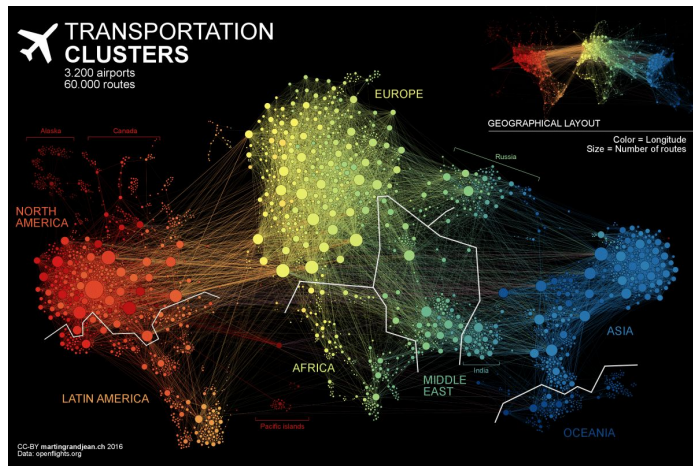 TRANSPORTATION
CLUSTERS
3.200 airports
60.000 routes
EUROPE
GEOGRAPHICAL LAYOUT
Color = Longitude
Size = Number of routes
Alaska
Canada
Russia
NORTH
AMERICA
ASIA
AFRICA
MIDDLE
EAST
India
LATIN AMERICA
Pacific islands
OCEANIA
CC-BY martingrandjean.ch 2016
Data: openflights.org